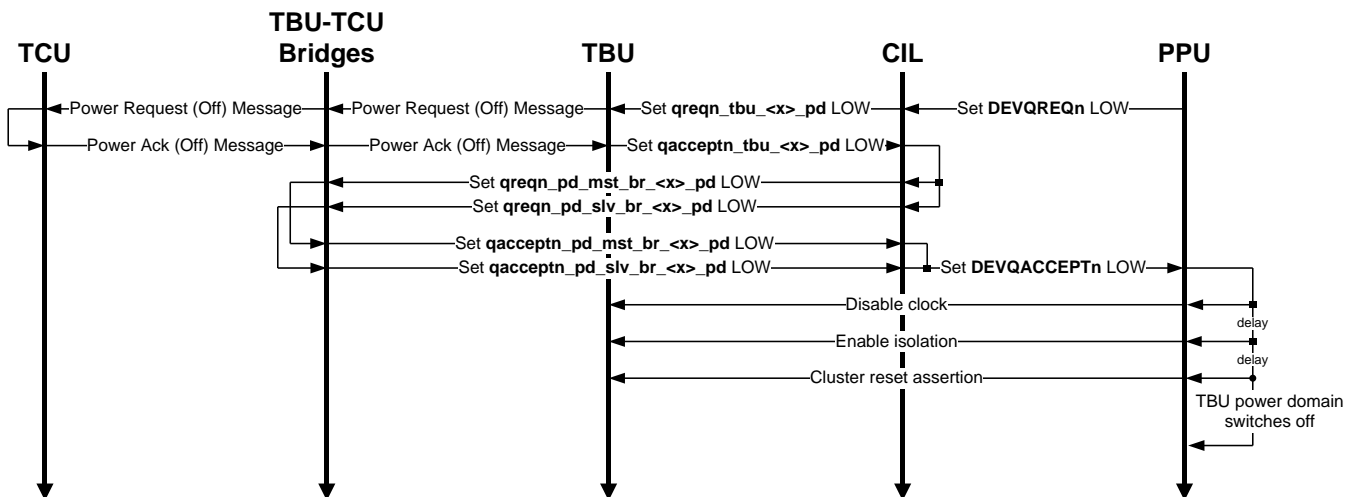 TBU-TCU
TCU Bridges TBU CIL PPU
Power Request (Off) Message Power Request (Off) Message Set qreqn_tbu_<x>_pd LOW Set DEVQREQn LOW
Power Ack (Off) Message Power Ack (Off) Message Set qacceptn_tbu_<x>_pd LOW
Set qreqn_pd_mst_br_<x>_pd LOW
Set qreqn_pd_slv_br_<x>_pd LOW
Set qacceptn_pd_mst_br_<x>_pd LOW
Set qacceptn_pd_slv_br_<x>_pd LOW Set DEVQACCEPTn LOW
Disable clock
delay
Enable isolation
delay
Cluster reset assertion
TBU power domain
switches off